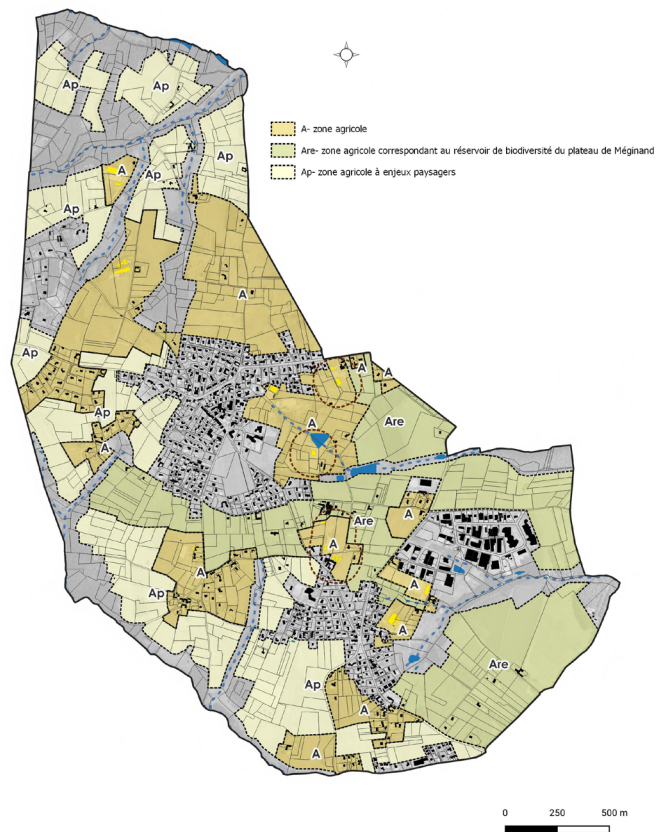 A- zone agricole
Are- zone agricole correspondant au réservoir de biodiversité du plateau de Méginand
Ap- zone agricole à enjeux paysagers
Ap
Ap
Ap
A
Ap
Ap
A
Ap
A
A
Ap
A
Are
A
A
Are
A
A
Ap
A
A
Are
Ap
A
A
0 250 500 m